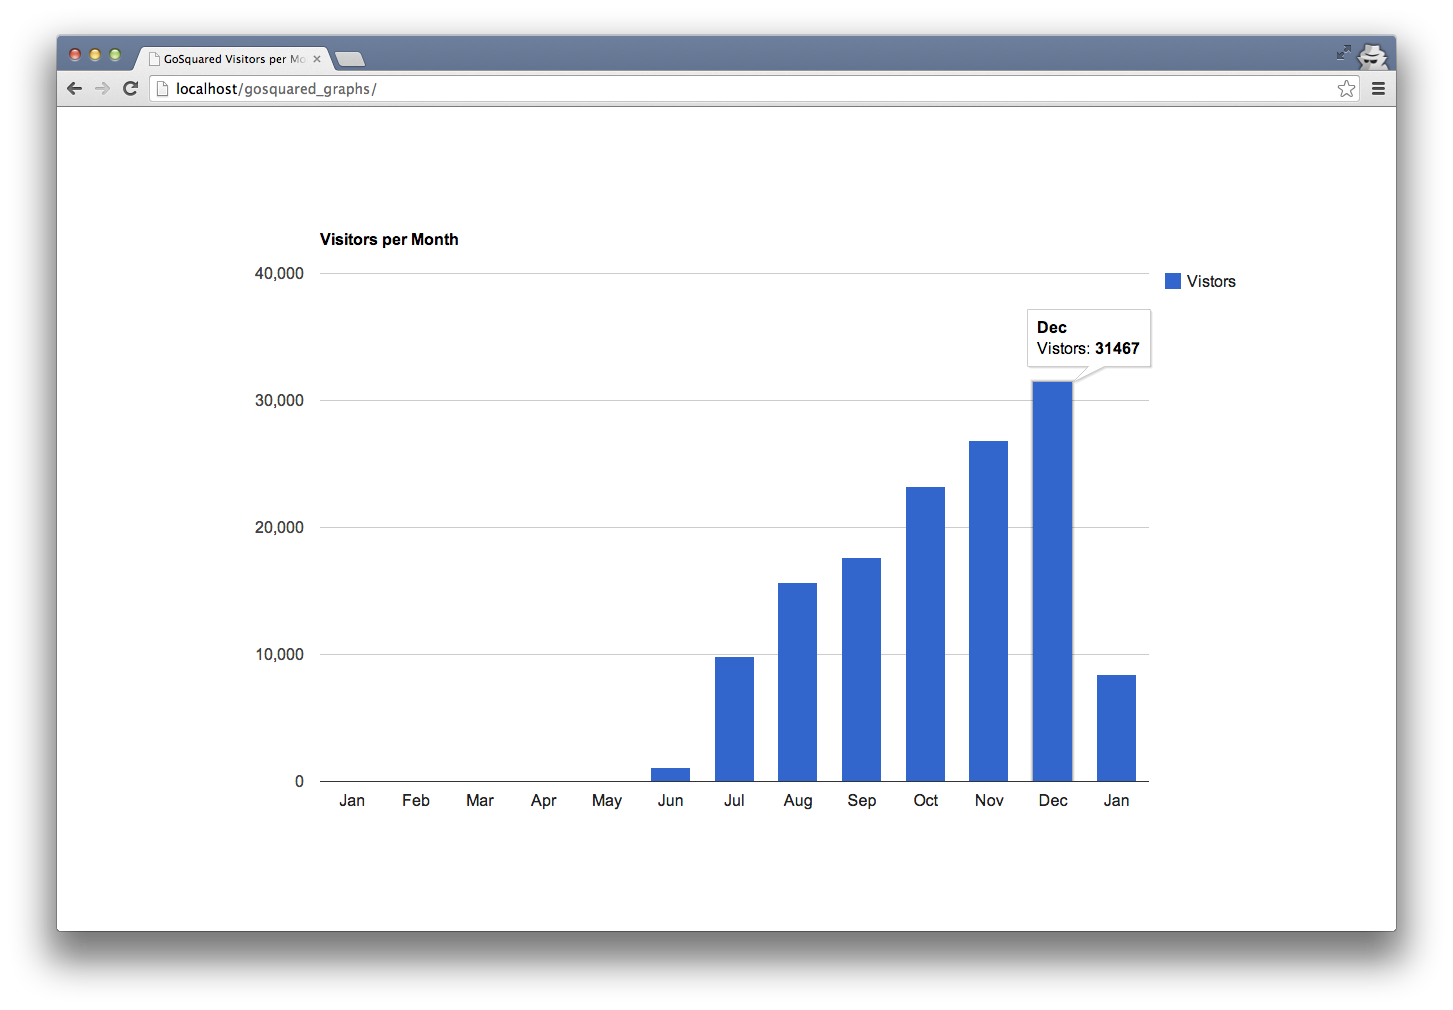 GoSquared Visitors per Mo
localhost/gosquared_graphs/
Visitors per Month
40,000
Vistors
Dec
Vistors: 31467
30,000
20,000
10,000
0
Jan Feb Mar Apr May Jun Jul Aug Sep Oct Nov Dec Jan